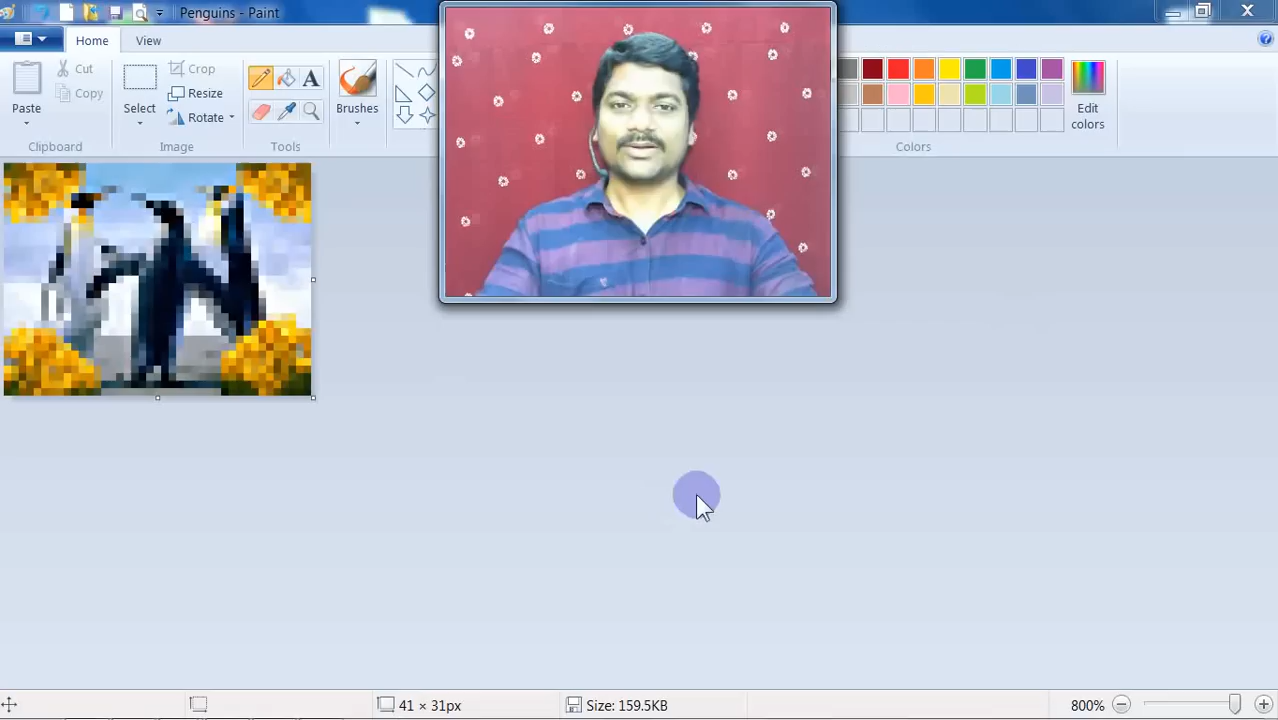 Penguins - Paint
Home View
Paste
Cut
Copy
Clipboard
Select
Crop
Resize
Rotate
Image
A
Tools
Brushes
Edit
colors
Colors
41 × 31px
Size: 159.5KB
800%